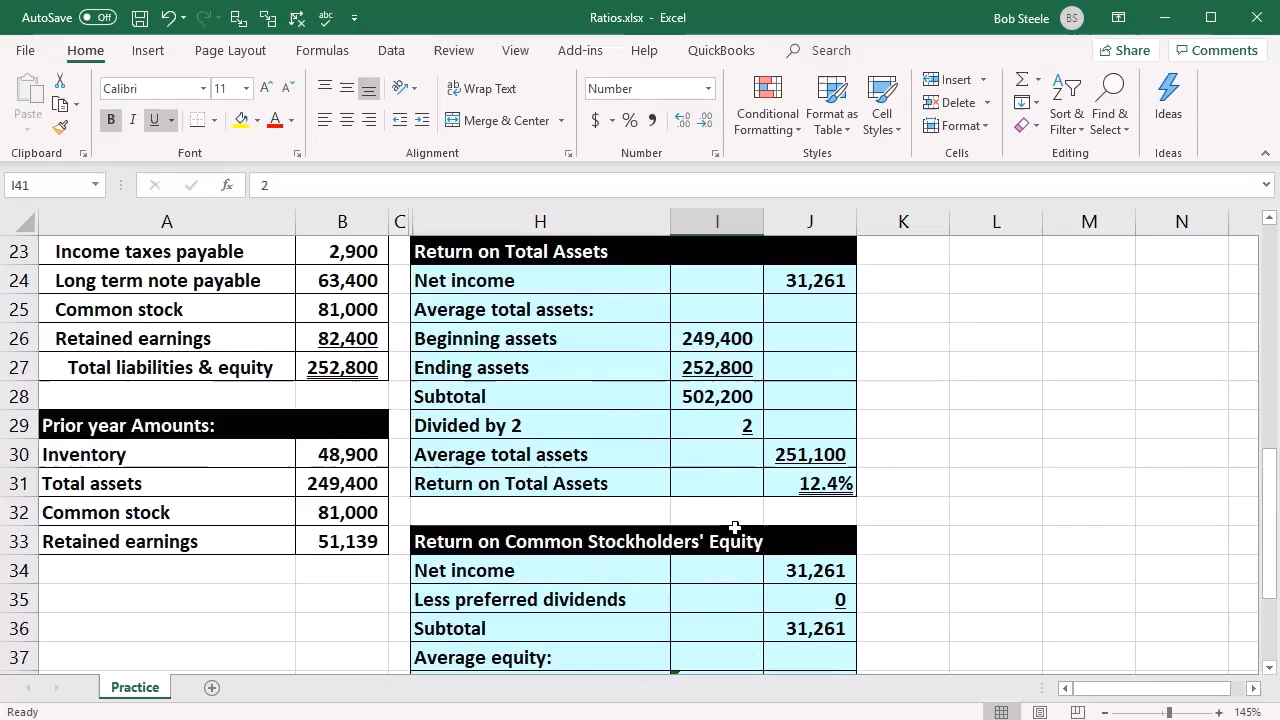 AutoSave Off Ratios.xlsx - Excel Bob Steele BS
File Home Insert Page Layout Formulas Data Review View Add-ins Help QuickBooks Search Share Comments
Paste Calibri 11 A A Wrap Text Number Conditional Formatting Format as Table Cell Styles Insert Sort & Filter Find & Select Ideas
B I U A Merge & Center $ % Delete
Format
Clipboard Font Alignment Number Styles Cells Editing Ideas
I41 fx 2
A B C H I J K L M N
23 Income taxes payable 2,900 Return on Total Assets
24 Long term note payable 63,400 Net income 31,261
25 Common stock 81,000 Average total assets:
26 Retained earnings 82,400 Beginning assets 249,400
27 Total liabilities & equity 252,800 Ending assets 252,800
28 Subtotal 502,200
29 Prior year Amounts: Divided by 2 2
30 Inventory 48,900 Average total assets 251,100
31 Total assets 249,400 Return on Total Assets 12.4%
32 Common stock 81,000
33 Retained earnings 51,139 Return on Common Stockholders' Equity
34 Net income 31,261
35 Less preferred dividends 0
36 Subtotal 31,261
37 Average equity:
Practice
Ready 145%